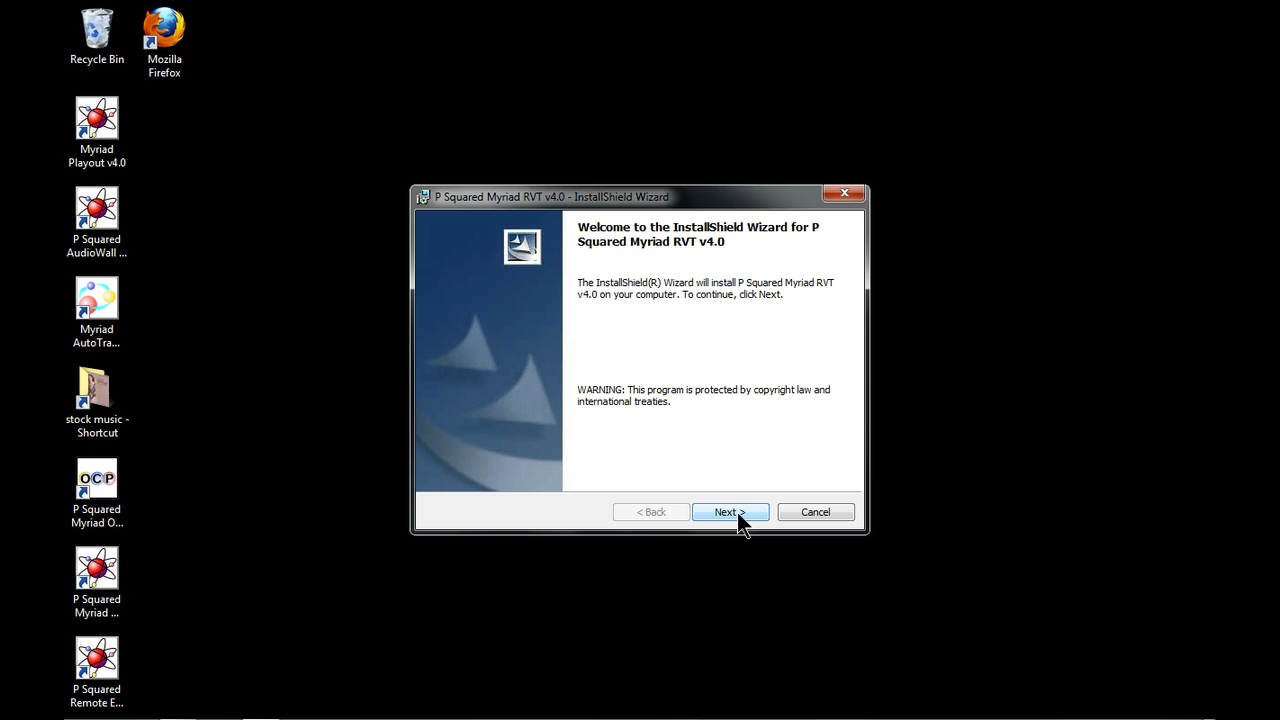 Recycle Bin
Mozilla
Firefox
Myriad
Playout v4.0
P Squared
AudioWall ...
Myriad
AutoTra...
stock music -
Shortcut
OCP
P Squared
Myriad O...
P Squared
Myriad ...
P Squared
Remote E...
P Squared Myriad RVT v4.0 - InstallShield Wizard
Welcome to the InstallShield Wizard for P
Squared Myriad RVT v4.0
The InstallShield(R) Wizard will install P Squared Myriad RVT
v4.0 on your computer. To continue, click Next.
WARNING: This program is protected by copyright law and
international treaties.
< Back
Next >
Cancel